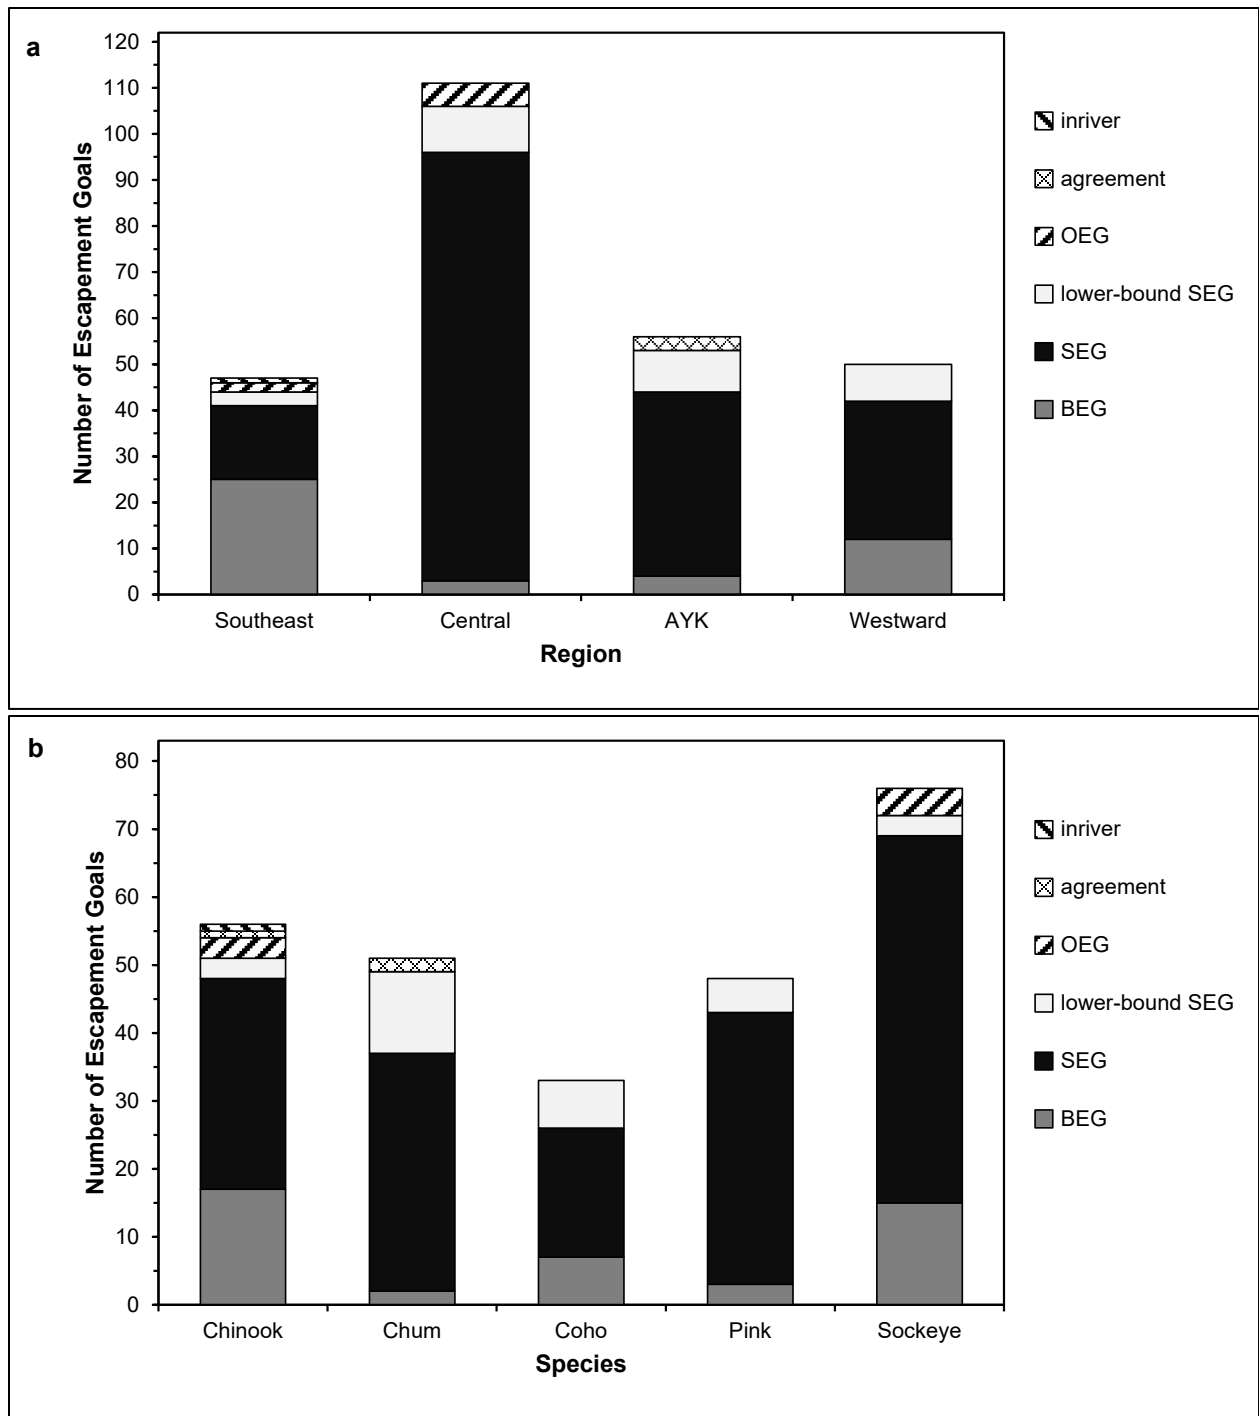 a
Number of Escapement Goals
120
110
100
90
80
70
60
50
40
30
20
10
0
Southeast Central AYK Westward
Region
inriver
agreement
OEG
lower-bound SEG
SEG
BEG
b
Number of Escapement Goals
80
70
60
50
40
30
20
10
0
Chinook Chum Coho Pink Sockeye
Species
inriver
agreement
OEG
lower-bound SEG
SEG
BEG